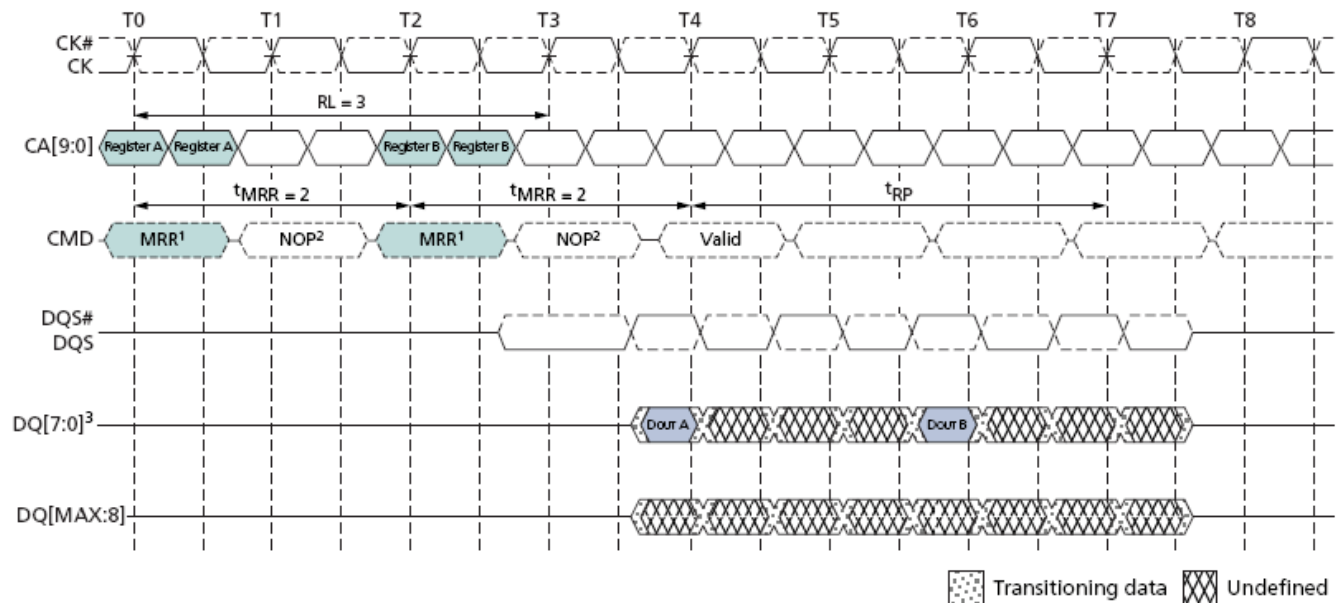 T0 T1 T2 T3 T4 T5 T6 T7 T8
CK#
CK
RL = 3
CA[9:0] Register A Register A Register B Register B
tMRR = 2 tMRR = 2 tRP
CMD MRR¹ NOP² MRR¹ NOP² Valid
DQS#
DQS
DQ[7:0]³ DOUT A DOUT B
DQ[MAX:8]
Transitioning data Undefined